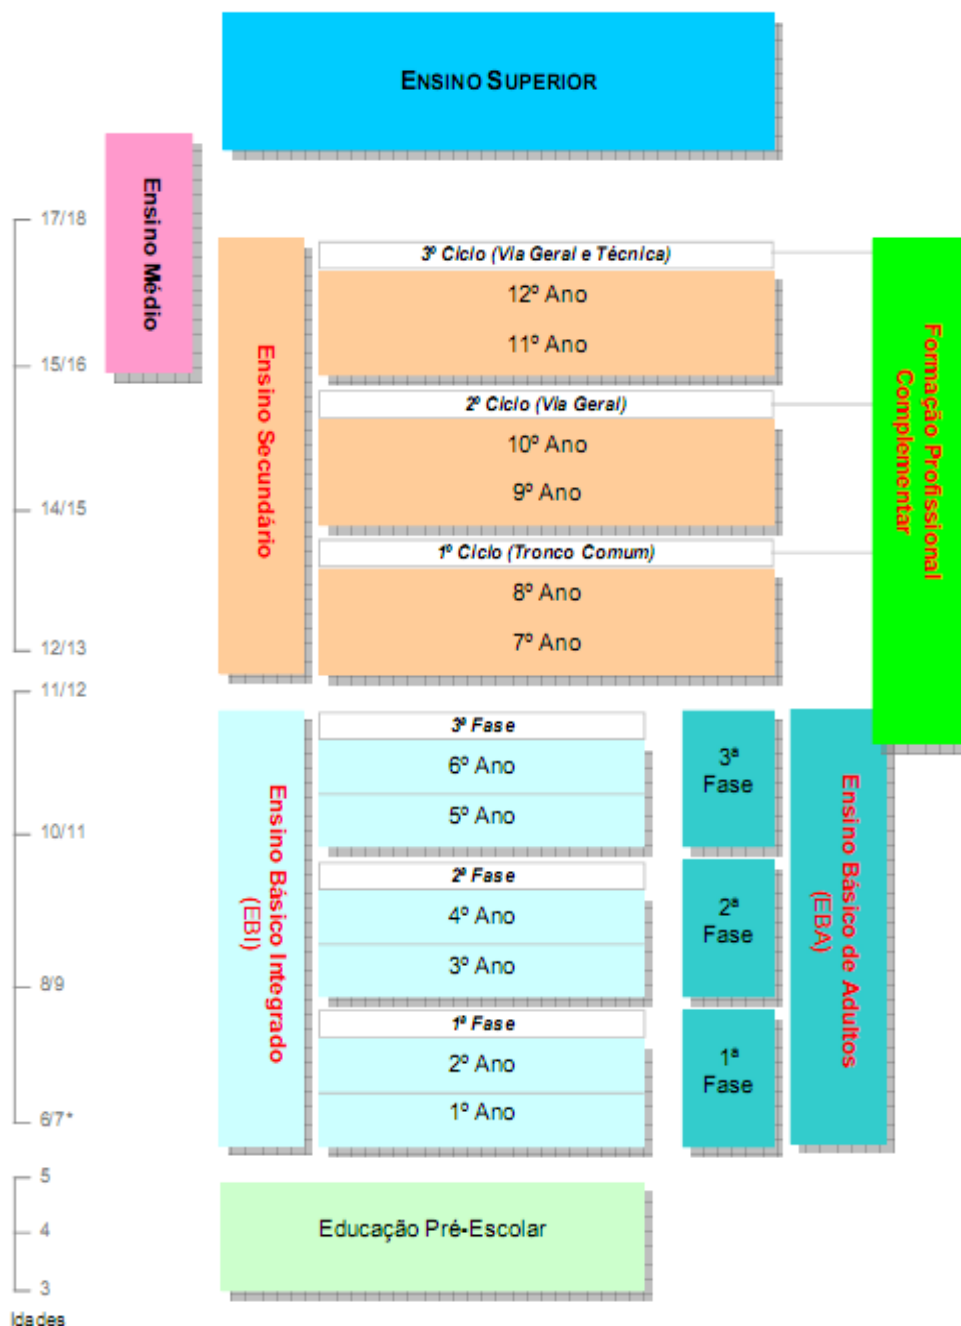 ENSINO SUPERIOR
Ensino Médio
17/18
15/16
14/15
12/13
11/12
10/11
8/9
6/7*
5
4
3
Idades
Ensino Secundário
3º Ciclo (Via Geral e Técnica)
12º Ano
11º Ano
2º Ciclo (Via Geral)
10º Ano
9º Ano
1º Ciclo (Tronco Comum)
8º Ano
7º Ano
Formação Profissional
Complementar
Ensino Básico Integrado
(EBI)
3ª Fase
6º Ano
5º Ano
2ª Fase
4º Ano
3º Ano
1ª Fase
2º Ano
1º Ano
3ª
Fase
2ª
Fase
1ª
Fase
Ensino Básico de Adultos
(EBA)
Educação Pré-Escolar